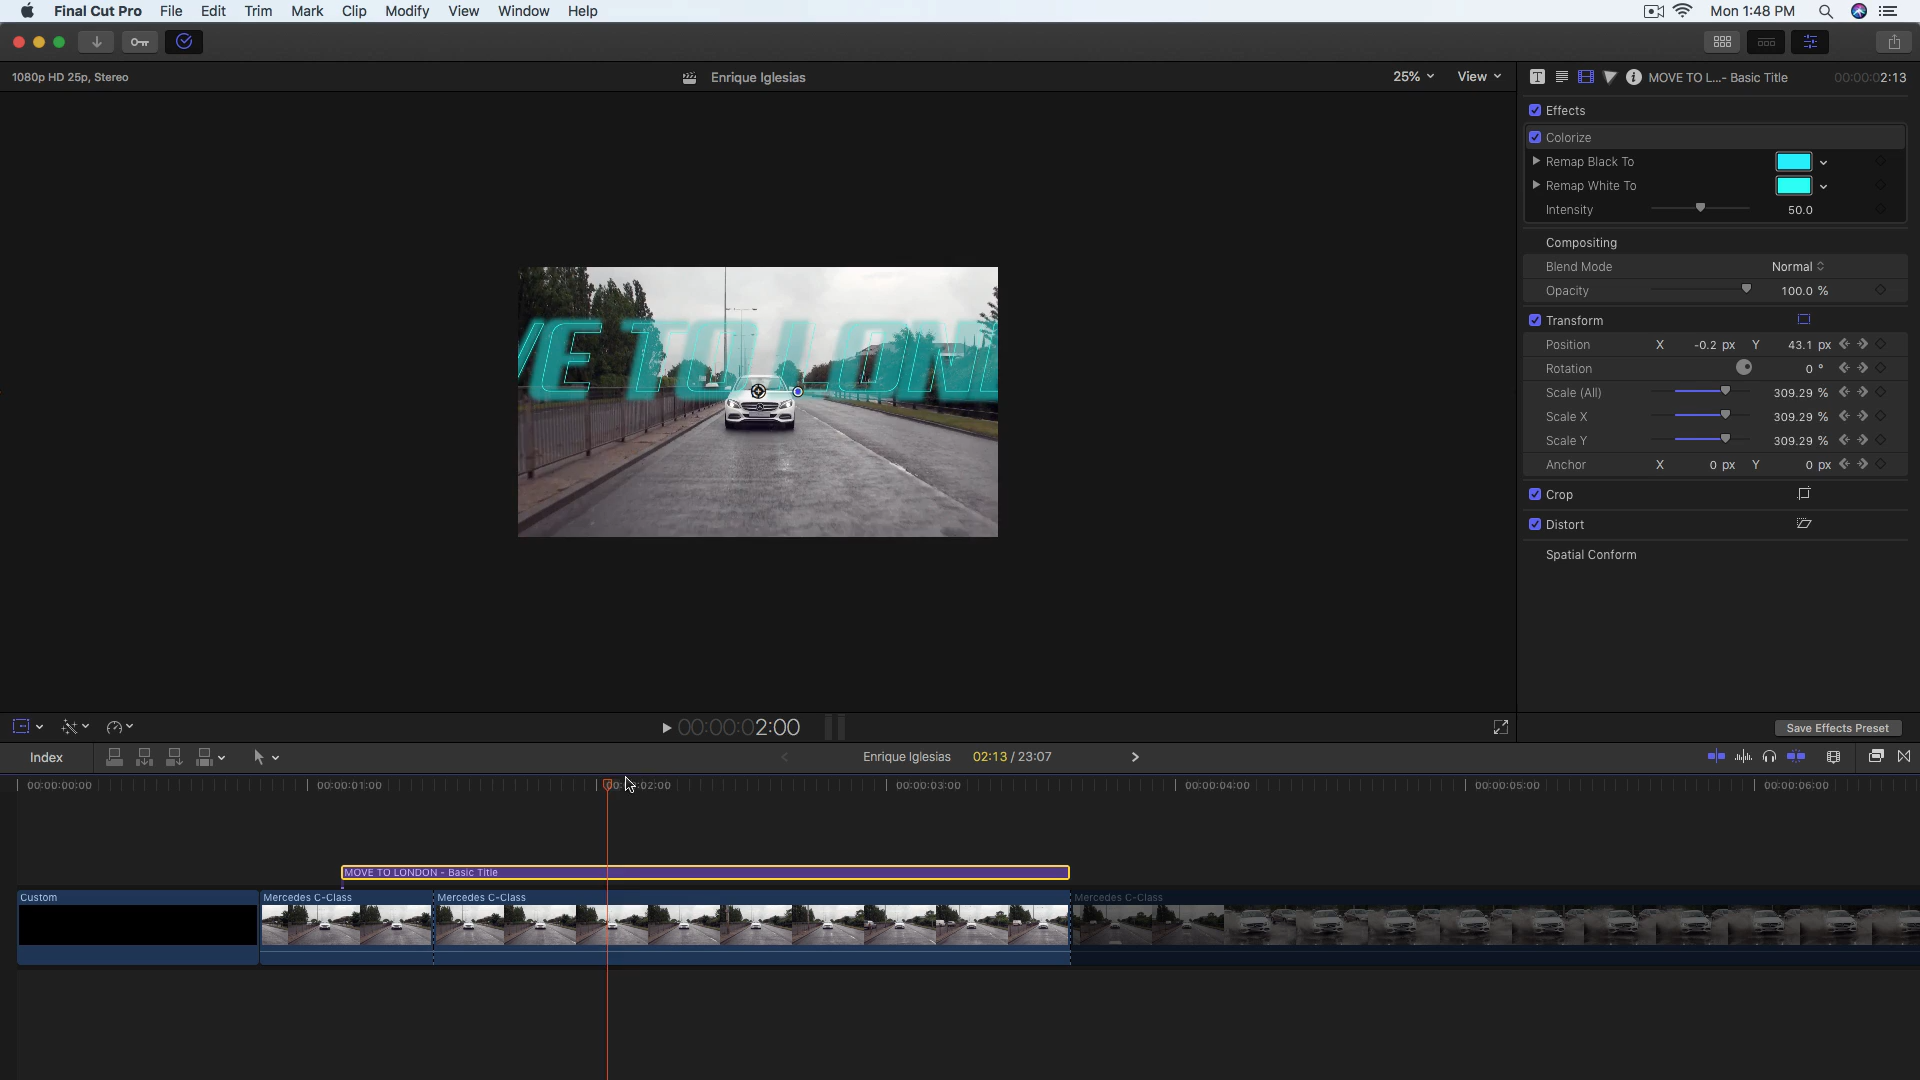 Final Cut Pro File Edit Trim Mark Clip Modify View Window Help
Mon 1:48 PM
1080p HD 25p, Stereo
Enrique Iglesias
25% View
MOVE TO L...- Basic Title
00:00:02:13
Effects
Colorize
Remap Black To
Remap White To
Intensity 50.0
Compositing
Blend Mode Normal
Opacity 100.0 %
Transform
Position X -0.2 px Y 43.1 px
Rotation 0 °
Scale (All) 309.29 %
Scale X 309.29 %
Scale Y 309.29 %
Anchor X 0 px Y 0 px
Crop
Distort
Spatial Conform
VE TO LON
00:00:02:00
Save Effects Preset
Index
Enrique Iglesias 02:13 / 23:07
00:00:00:00 00:00:01:00 :02:00 00:00:03:00 00:00:04:00 00:00:05:00 00:00:06:00
MOVE TO LONDON - Basic Title
Custom Mercedes C-Class Mercedes C-Class Mercedes C-Class